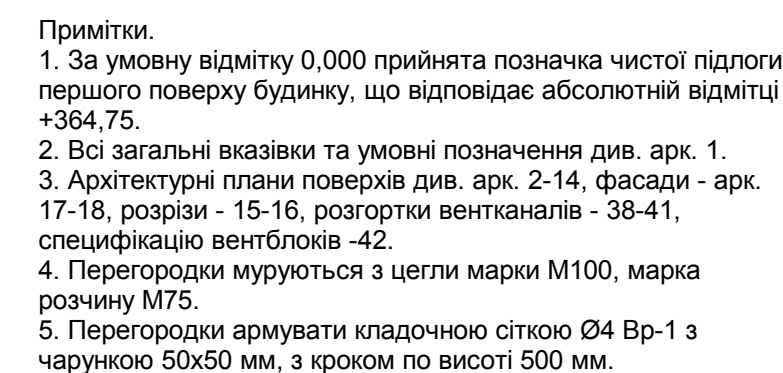 Примітки.
1. За умовну відмітку 0,000 прийнята позначка чистої підлоги
першого поверху будинку, що відповідає абсолютній відмітці
+364,75.
2. Всі загальні вказівки та умовні позначення див. арк. 1.
3. Архітектурні плани поверхів див. арк. 2-14, фасади - арк.
17-18, розрізи - 15-16, розгортки вентканалів - 38-41,
специфікацію вентблоків -42.
4. Перегородки муруються з цегли марки М100, марка
розчину М75.
5. Перегородки армувати кладочною сіткою Ø4 Вр-1 з
чарункою 50х50 мм, з кроком по висоті 500 мм.